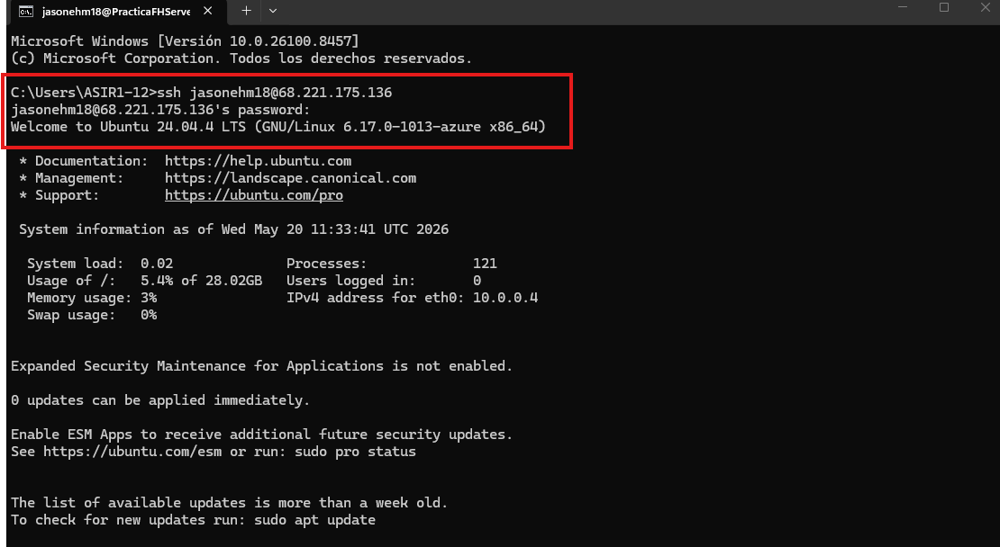 jasonehm18@PracticaFHServe
Microsoft Windows [Versión 10.0.26100.8457]
(c) Microsoft Corporation. Todos los derechos reservados.
C:\Users\ASIR1-12>ssh jasonehm18@68.221.175.136
jasonehm18@68.221.175.136's password:
Welcome to Ubuntu 24.04.4 LTS (GNU/Linux 6.17.0-1013-azure x86_64)
* Documentation:  https://help.ubuntu.com
* Management:     https://landscape.canonical.com
* Support:        https://ubuntu.com/pro
System information as of Wed May 20 11:33:41 UTC 2026
System load:  0.02              Processes:             121
Usage of /:   5.4% of 28.02GB   Users logged in:       0
Memory usage: 3%                IPv4 address for eth0: 10.0.0.4
Swap usage:   0%
Expanded Security Maintenance for Applications is not enabled.
0 updates can be applied immediately.
Enable ESM Apps to receive additional future security updates.
See https://ubuntu.com/esm or run: sudo pro status
The list of available updates is more than a week old.
To check for new updates run: sudo apt update